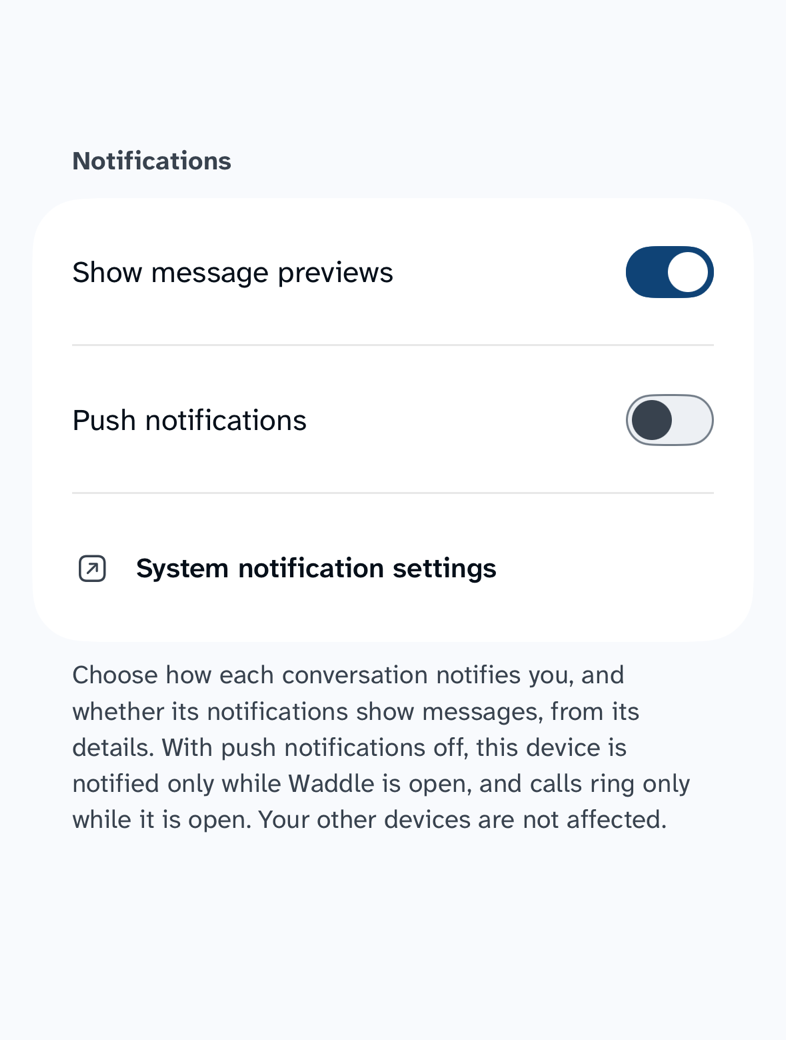 Notifications
Show message previews
Push notifications
System notification settings
Choose how each conversation notifies you, and
whether its notifications show messages, from its
details. With push notifications off, this device is
notified only while Waddle is open, and calls ring only
while it is open. Your other devices are not affected.